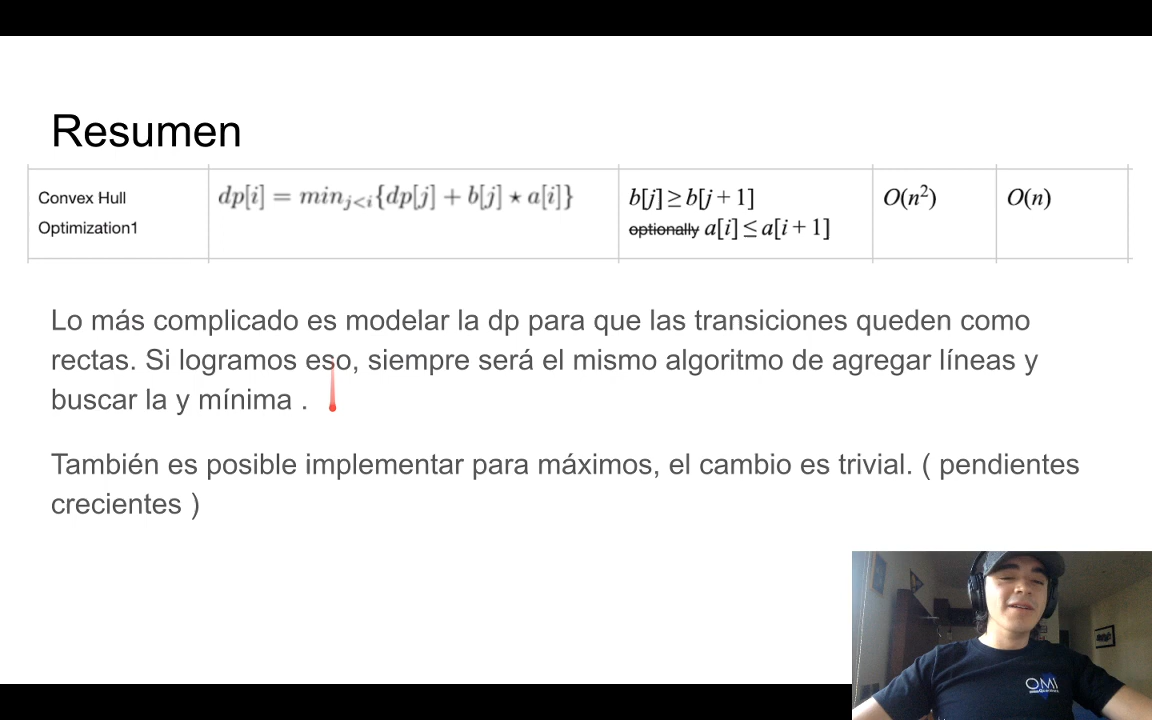 Resumen
Convex Hull
Optimization1
dp[i] = min_{j<i}{dp[j] + b[j] ⋆ a[i]}
b[j] ≥ b[j + 1]
optionally a[i] ≤ a[i + 1]
O(n²)
O(n)
Lo más complicado es modelar la dp para que las transiciones queden como
rectas. Si logramos eso, siempre será el mismo algoritmo de agregar líneas y
buscar la y mínima .
También es posible implementar para máximos, el cambio es trivial. ( pendientes
crecientes )
OMI